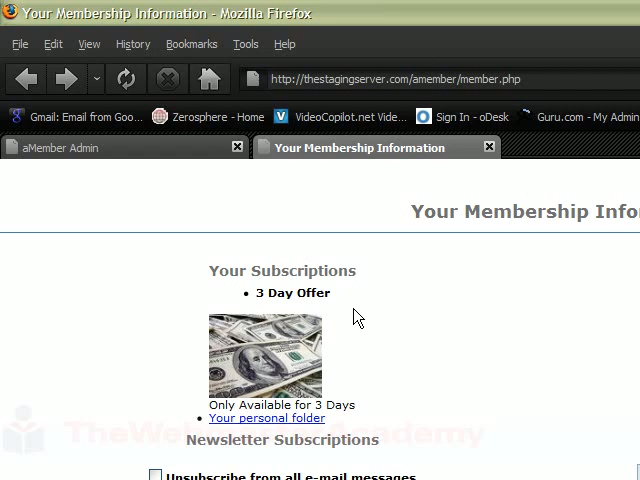 Your Membership Information - Mozilla Firefox
File Edit View History Bookmarks Tools Help
http://thestagingserver.com/amember/member.php
Gmail: Email from Goo... Zerosphere - Home VideoCopilot.net Vide... Sign In - oDesk Guru.com - My Admin
aMember Admin Your Membership Information
Your Membership Info
Your Subscriptions
• 3 Day Offer
Only Available for 3 Days
• Your personal folder
Newsletter Subscriptions
Unsubscribe from all e-mail messages